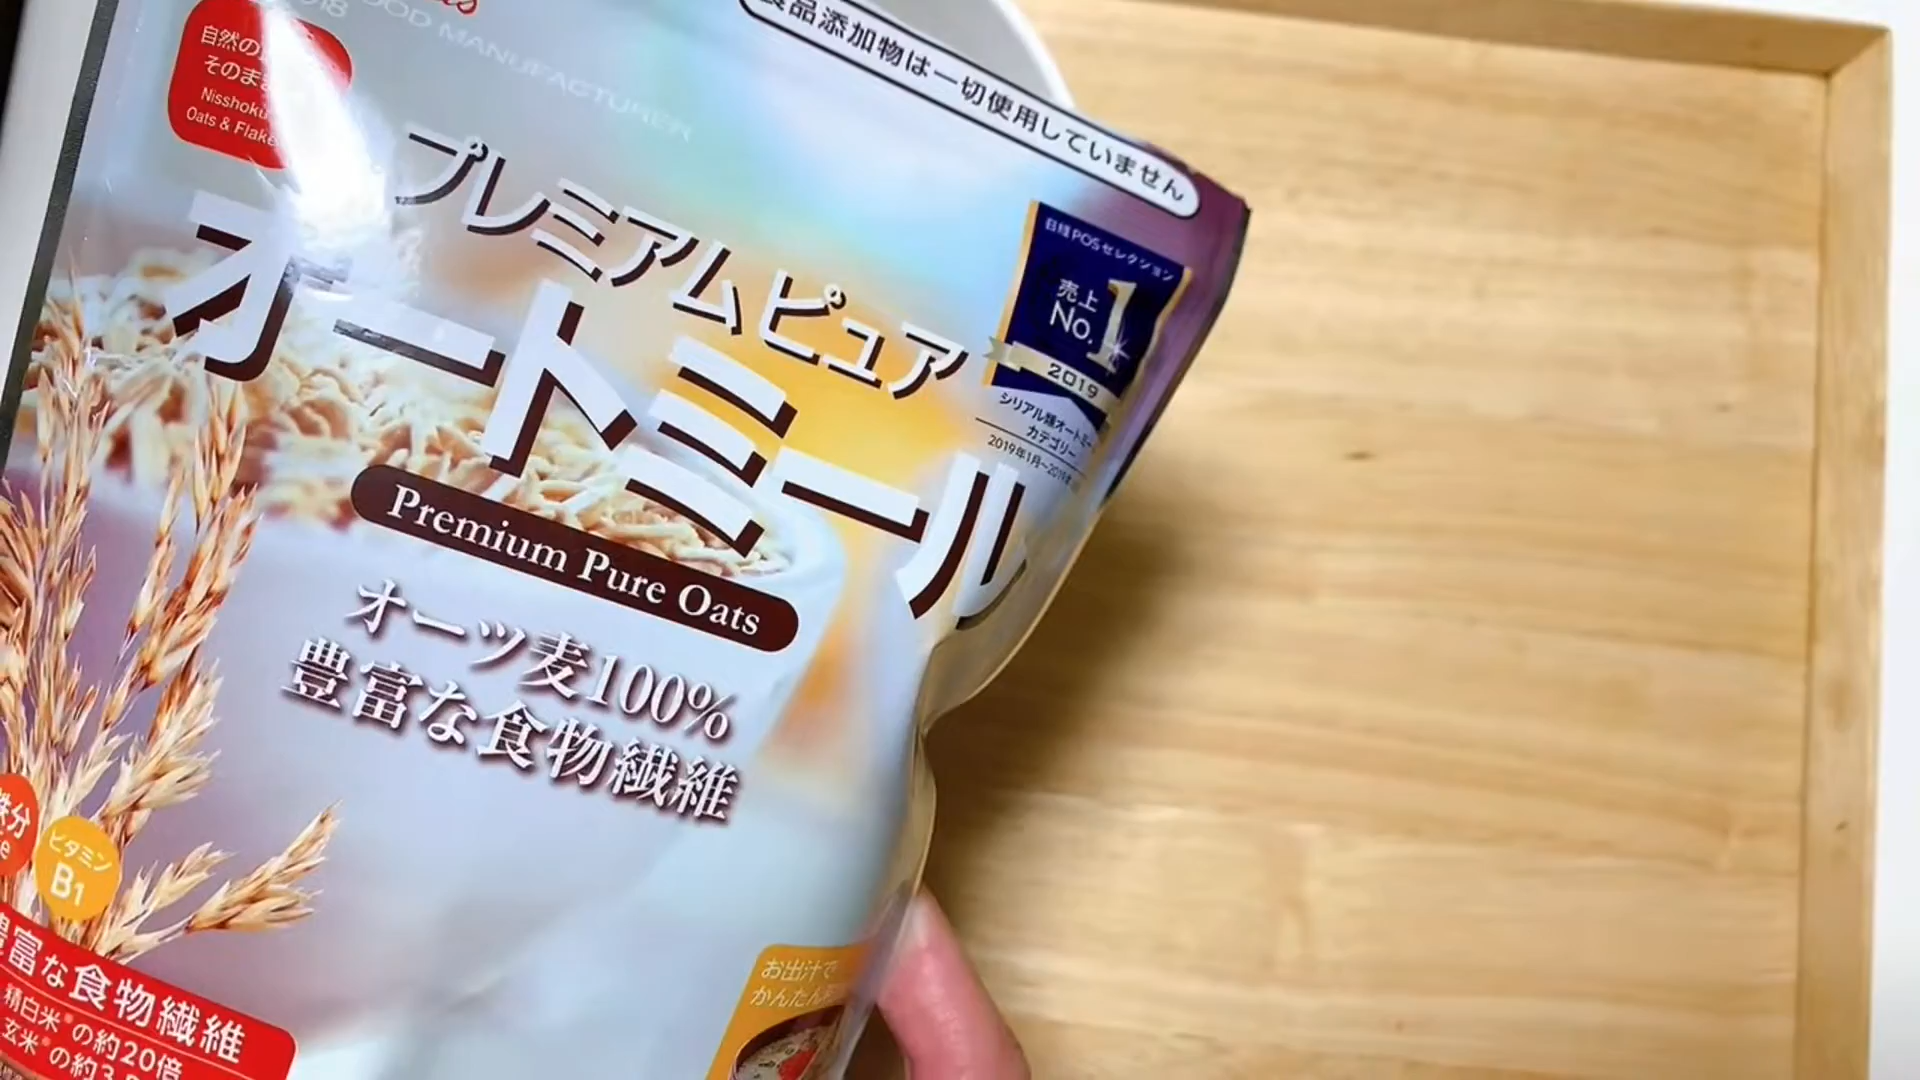 食品添加物は一切使用していません
FOOD MANUFACTURER
自然の
そのまま
Nisshoku
Oats & Flake
プレミアムピュア
オートミール
Premium Pure Oats
日経POSセレクション
売上
No.1
2019
シリアル類オートミー
カテゴリー
2019年1月~2019
オーツ麦100%
豊富な食物繊維
鉄分
ビタミン
B1
豊富な食物繊維
精白米※の約20倍
玄米※の約3.
お出汁で
かんたん